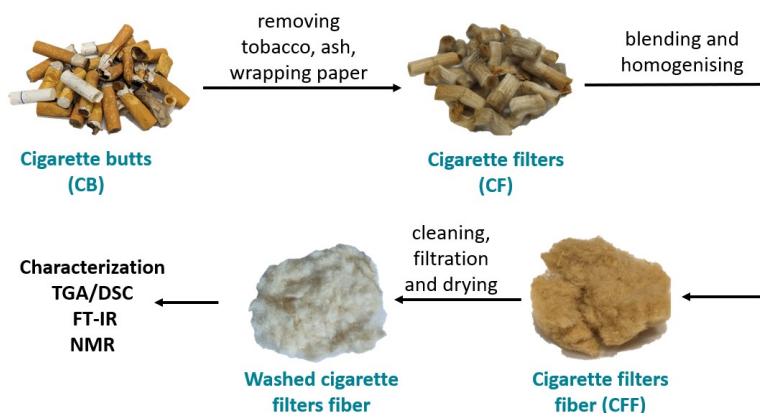 removing
tobacco, ash,
wrapping paper
blending and
homogenising
Cigarette butts
(CB)
Cigarette filters
(CF)
cleaning,
filtration
and drying
Characterization
TGA/DSC
FT-IR
NMR
Washed cigarette
filters fiber
Cigarette filters
fiber (CFF)